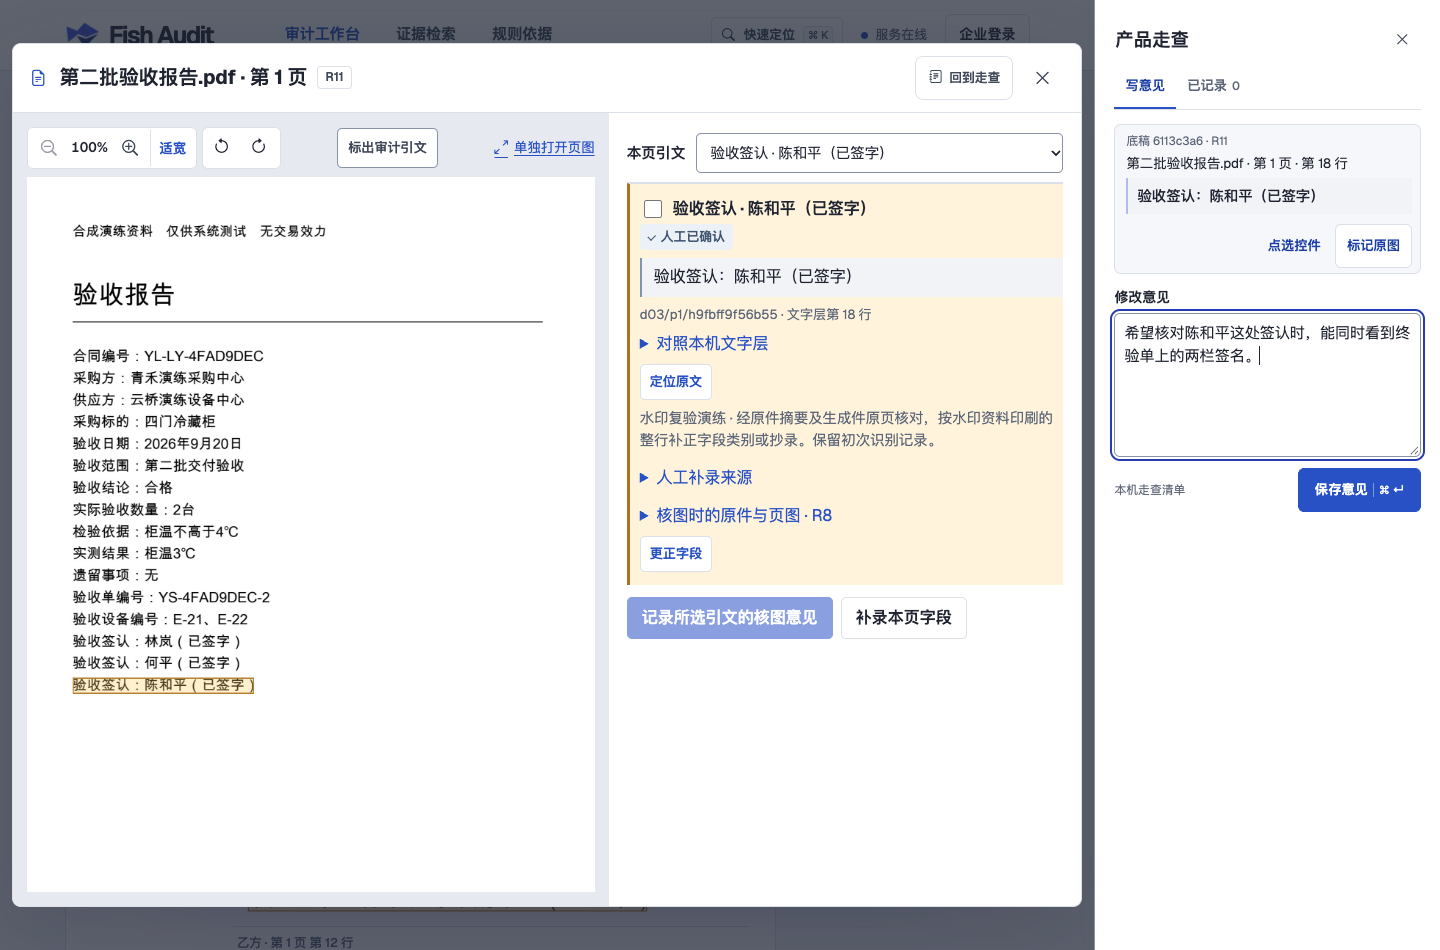 Fish Audit
审计工作台
证据检索
规则依据
快速定位 ⌘ K
服务在线
企业登录
第二批验收报告.pdf · 第 1 页 R11
回到走查
100%
适宽
标出审计引文
单独打开页图
合成演练资料 仅供系统测试 无交易效力
验收报告
合同编号：YL-LY-4FAD9DEC
采购方：青禾演练采购中心
供应方：云桥演练设备中心
采购标的：四门冷藏柜
验收日期：2026年9月20日
验收范围：第二批交付验收
验收结论：合格
实际验收数量：2台
检验依据：柜温不高于4℃
实测结果：柜温3℃
遗留事项：无
验收单编号：YS-4FAD9DEC-2
验收设备编号：E-21、E-22
验收签认：林岚（已签字）
验收签认：何平（已签字）
验收签认：陈和平（已签字）
本页引文
验收签认 · 陈和平（已签字）
验收签认 · 陈和平（已签字）
人工已确认
验收签认：陈和平（已签字）
d03/p1/h9fbff9f56b55 · 文字层第 18 行
对照本机文字层
定位原文
水印复验演练 · 经原件摘要及生成件原页核对，按水印资料印刷的
整行补正字段类别或抄录。保留初次识别记录。
人工补录来源
核图时的原件与页图 · R8
更正字段
记录所选引文的核图意见
补录本页字段
乙方 · 第 1 页 第 12 行
产品走查
写意见
已记录 0
底稿 6113c3a6 · R11
第二批验收报告.pdf · 第 1 页 · 第 18 行
验收签认：陈和平（已签字）
点选控件
标记原图
修改意见
希望核对陈和平这处签认时，能同时看到终
验单上的两栏签名。
本机走查清单
保存意见 ⌘ ↵